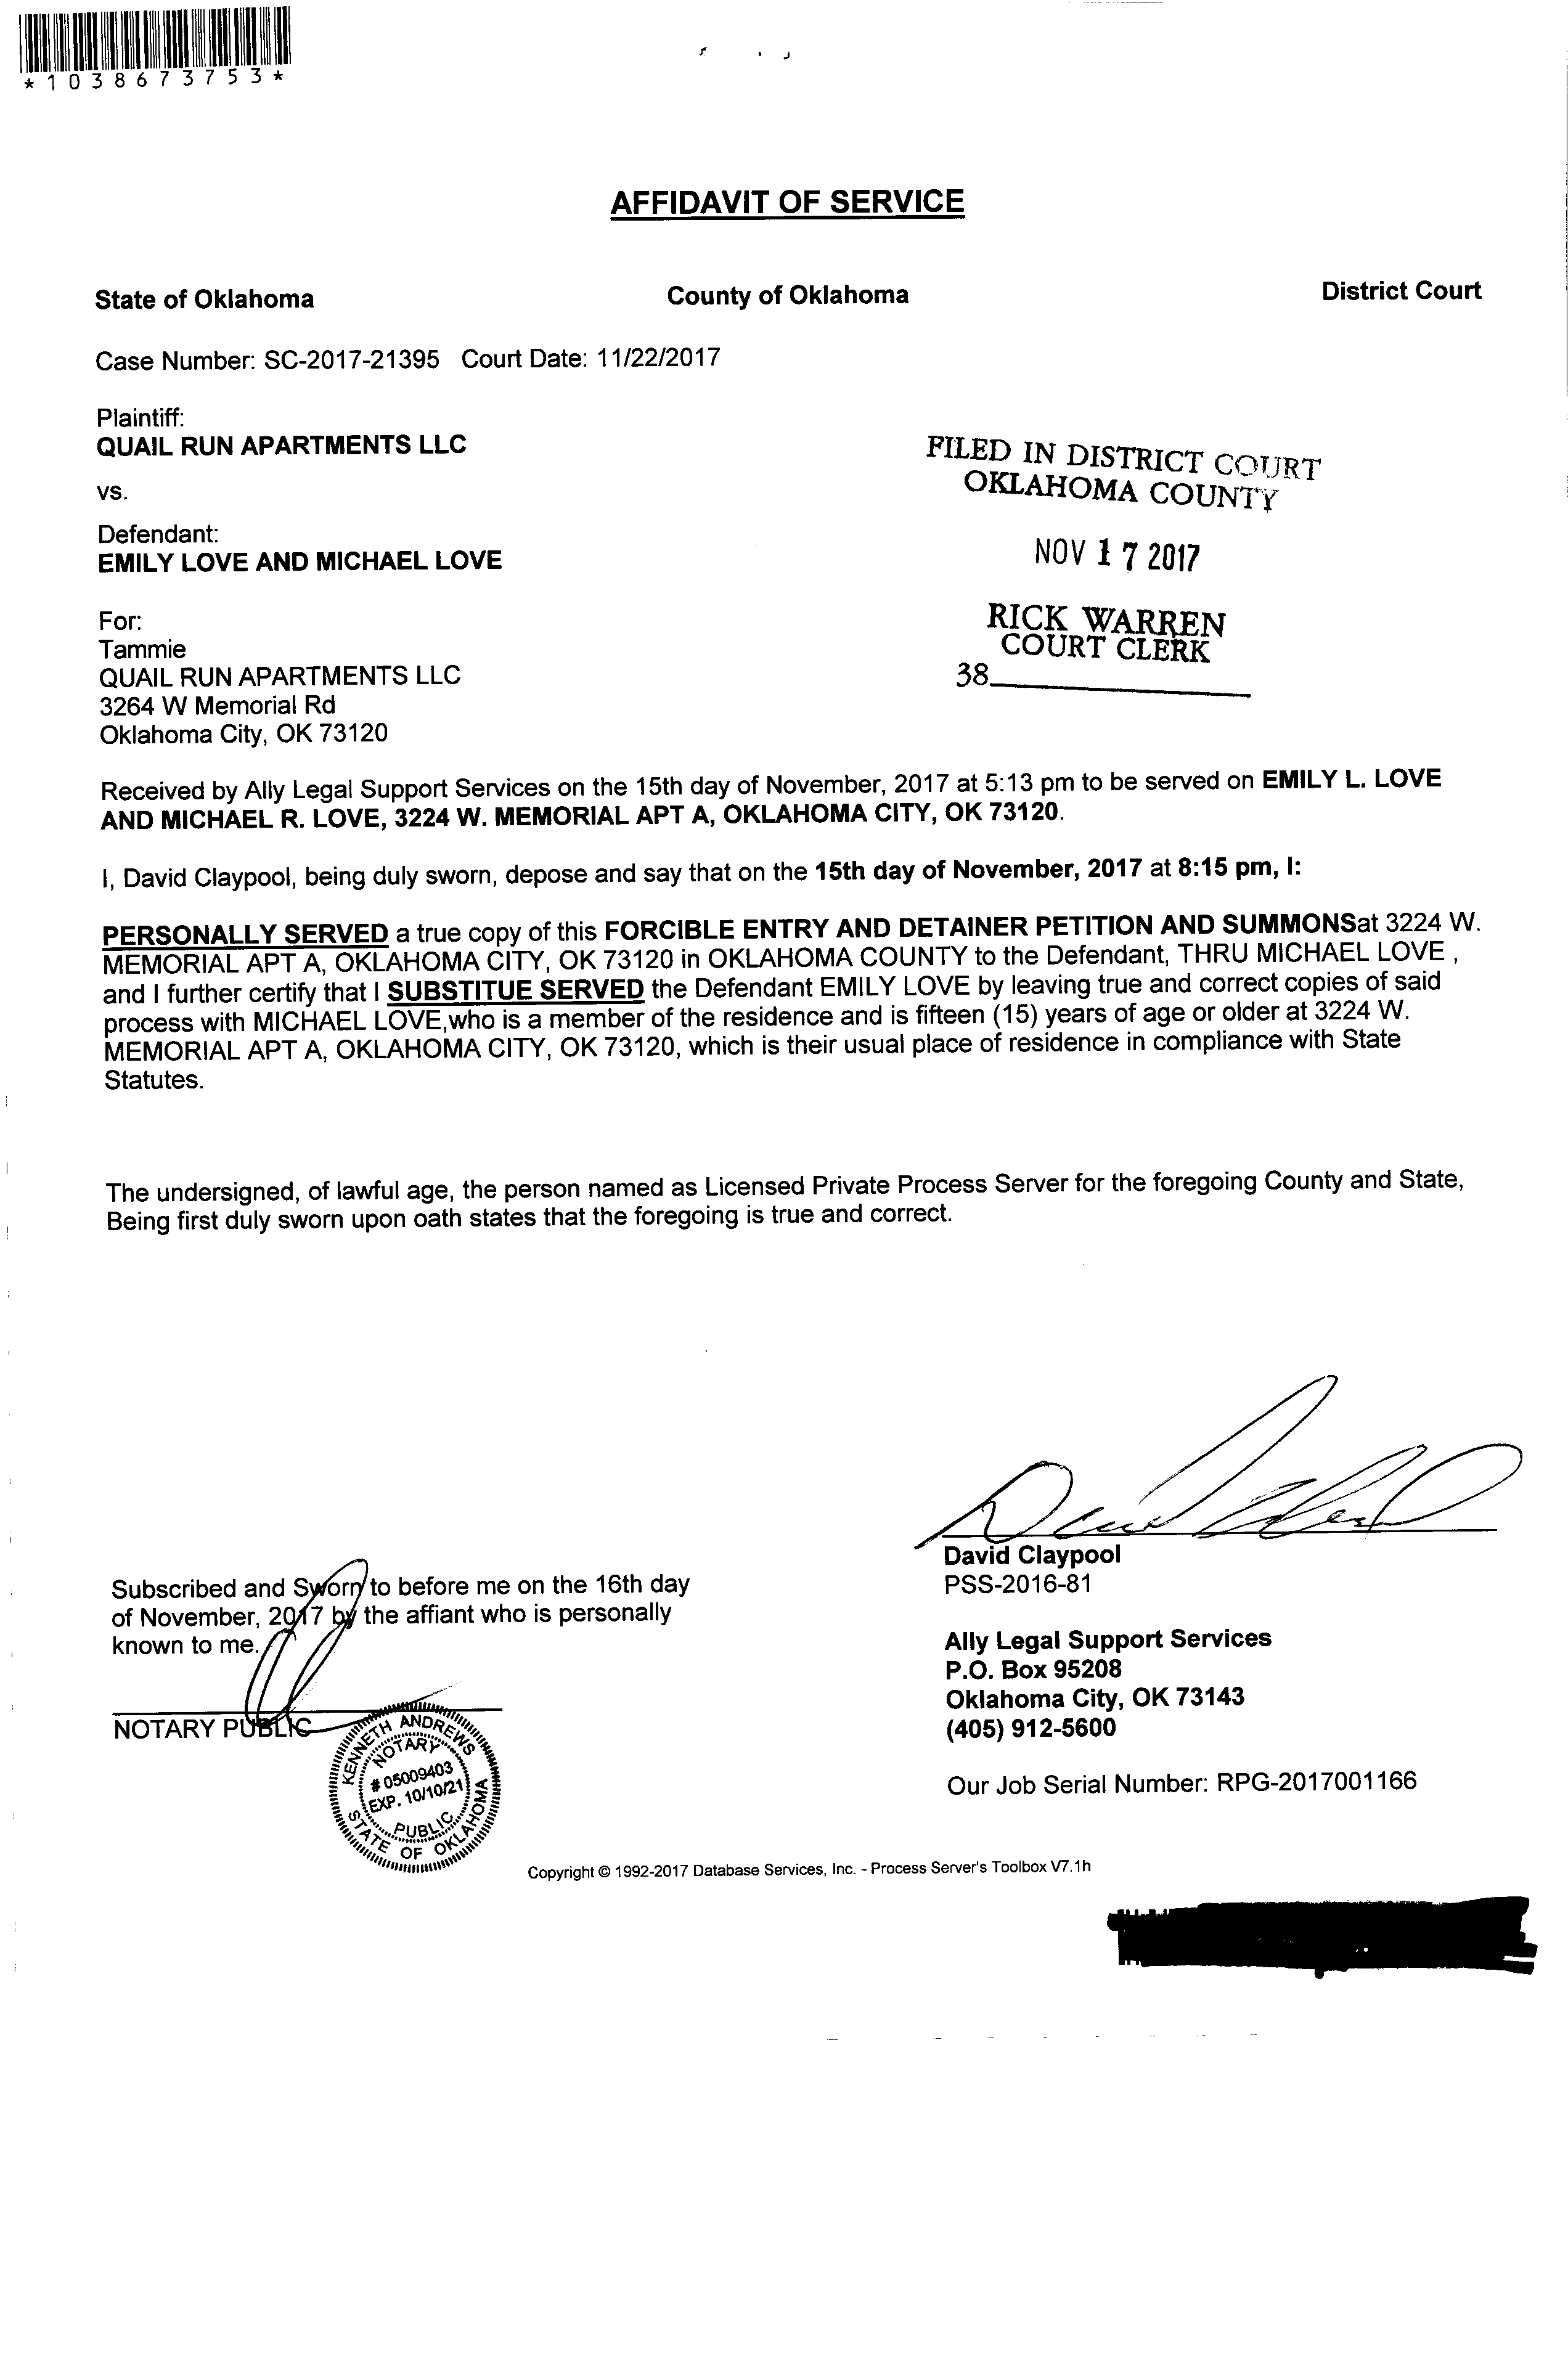 *1038673753*
AFFIDAVIT OF SERVICE
State of Oklahoma County of Oklahoma District Court
Case Number: SC-2017-21395 Court Date: 11/22/2017
Plaintiff:
QUAIL RUN APARTMENTS LLC
vs.
Defendant:
EMILY LOVE AND MICHAEL LOVE
For:
Tammie
QUAIL RUN APARTMENTS LLC
3264 W Memorial Rd
Oklahoma City, OK 73120
FILED IN DISTRICT COURT
OKLAHOMA COUNTY
NOV 17 2017
RICK WARREN
COURT CLERK
38
Received by Ally Legal Support Services on the 15th day of November, 2017 at 5:13 pm to be served on EMILY L. LOVE
AND MICHAEL R. LOVE, 3224 W. MEMORIAL APT A, OKLAHOMA CITY, OK 73120.
I, David Claypool, being duly sworn, depose and say that on the 15th day of November, 2017 at 8:15 pm, I:
PERSONALLY SERVED a true copy of this FORCIBLE ENTRY AND DETAINER PETITION AND SUMMONSat 3224 W.
MEMORIAL APT A, OKLAHOMA CITY, OK 73120 in OKLAHOMA COUNTY to the Defendant, THRU MICHAEL LOVE ,
and I further certify that I SUBSTITUE SERVED the Defendant EMILY LOVE by leaving true and correct copies of said
process with MICHAEL LOVE,who is a member of the residence and is fifteen (15) years of age or older at 3224 W.
MEMORIAL APT A, OKLAHOMA CITY, OK 73120, which is their usual place of residence in compliance with State
Statutes.
The undersigned, of lawful age, the person named as Licensed Private Process Server for the foregoing County and State,
Being first duly sworn upon oath states that the foregoing is true and correct.
Subscribed and Sworn to before me on the 16th day
of November, 2017 by the affiant who is personally
known to me.
NOTARY PUBLIC
KENNETH ANDREWS
NOTARY
# 05009403
EXP. 10/10/21
PUBLIC
STATE OF OKLAHOMA
David Claypool
PSS-2016-81
Ally Legal Support Services
P.O. Box 95208
Oklahoma City, OK 73143
(405) 912-5600
Our Job Serial Number: RPG-2017001166
Copyright © 1992-2017 Database Services, Inc. - Process Server's Toolbox V7.1h